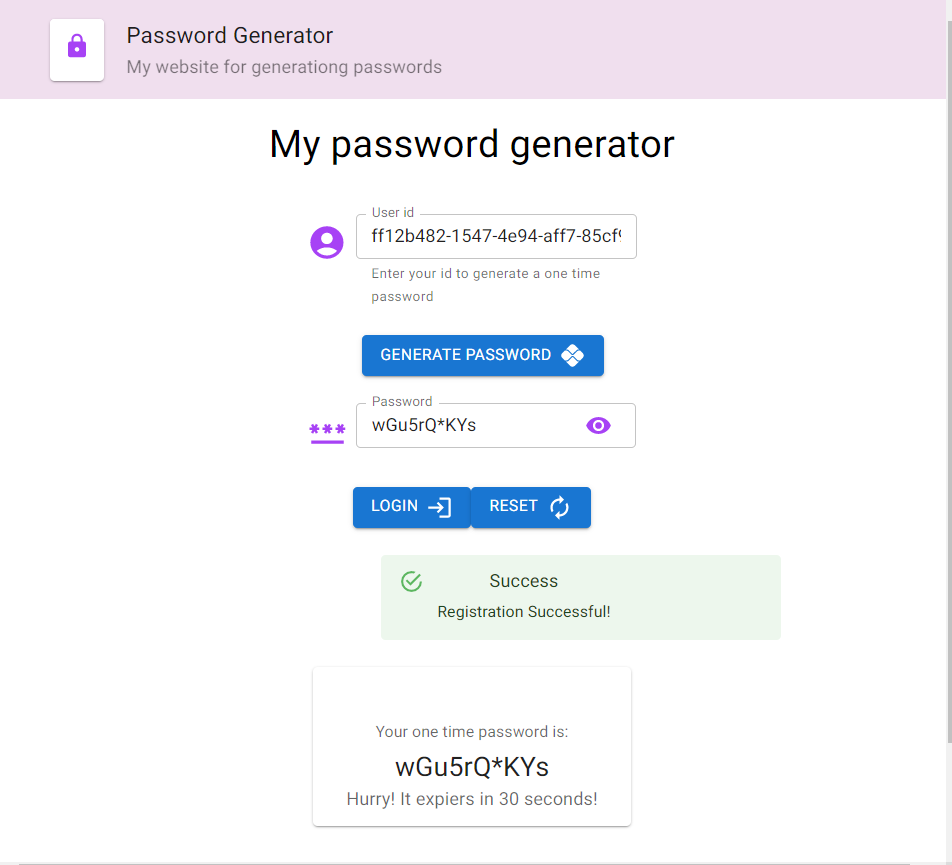 Password Generator
My website for generationg passwords
My password generator
User id
ff12b482-1547-4e94-aff7-85cf9
Enter your id to generate a one time
password
GENERATE PASSWORD
Password
wGu5rQ*KYs
LOGIN
RESET
Success
Registration Successful!
Your one time password is:
wGu5rQ*KYs
Hurry! It expiers in 30 seconds!